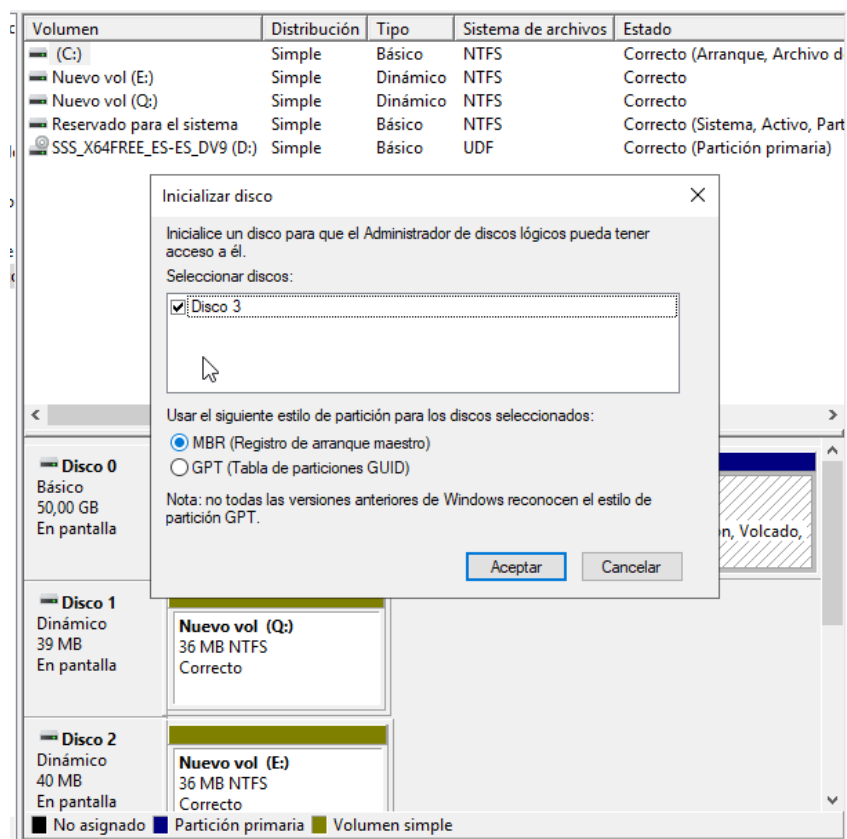 Volumen Distribución Tipo Sistema de archivos Estado
(C:) Simple Básico NTFS Correcto (Arranque, Archivo d
Nuevo vol (E:) Simple Dinámico NTFS Correcto
Nuevo vol (Q:) Simple Dinámico NTFS Correcto
Reservado para el sistema Simple Básico NTFS Correcto (Sistema, Activo, Part
SSS_X64FREE_ES-ES_DV9 (D:) Simple Básico UDF Correcto (Partición primaria)
Inicializar disco
Inicialice un disco para que el Administrador de discos lógicos pueda tener
acceso a él.
Seleccionar discos:
Disco 3
Usar el siguiente estilo de partición para los discos seleccionados:
MBR (Registro de arranque maestro)
GPT (Tabla de particiones GUID)
Nota: no todas las versiones anteriores de Windows reconocen el estilo de
partición GPT.
Aceptar Cancelar
Disco 0
Básico
50,00 GB
En pantalla
n, Volcado,
Disco 1
Dinámico
39 MB
En pantalla
Nuevo vol (Q:)
36 MB NTFS
Correcto
Disco 2
Dinámico
40 MB
En pantalla
Nuevo vol (E:)
36 MB NTFS
Correcto
No asignado Partición primaria Volumen simple